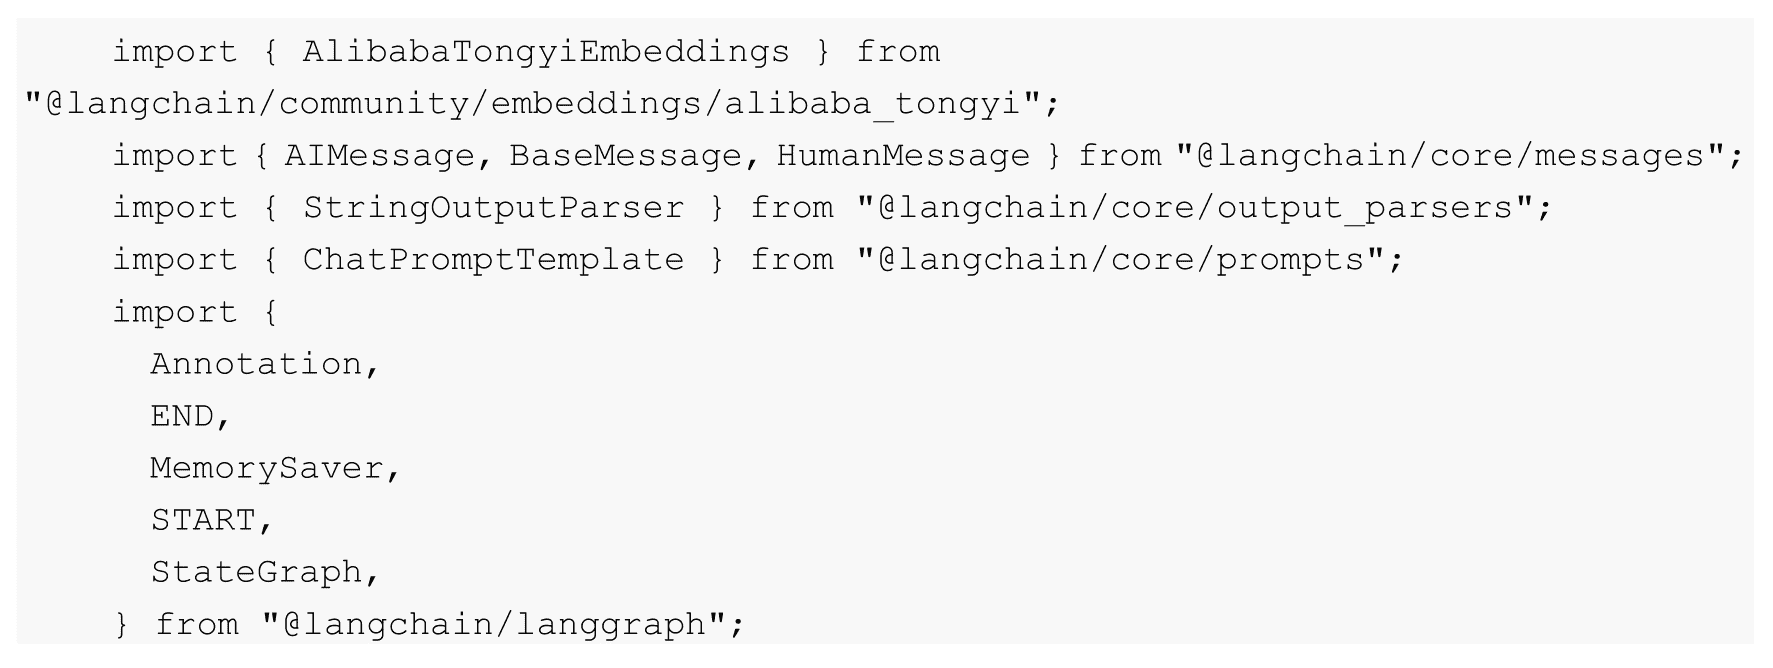 import { AlibabaTongyiEmbeddings } from
"@langchain/community/embeddings/alibaba_tongyi";
import { AIMessage, BaseMessage, HumanMessage } from "@langchain/core/messages";
import { StringOutputParser } from "@langchain/core/output_parsers";
import { ChatPromptTemplate } from "@langchain/core/prompts";
import {
Annotation,
END,
MemorySaver,
START,
StateGraph,
} from "@langchain/langgraph";